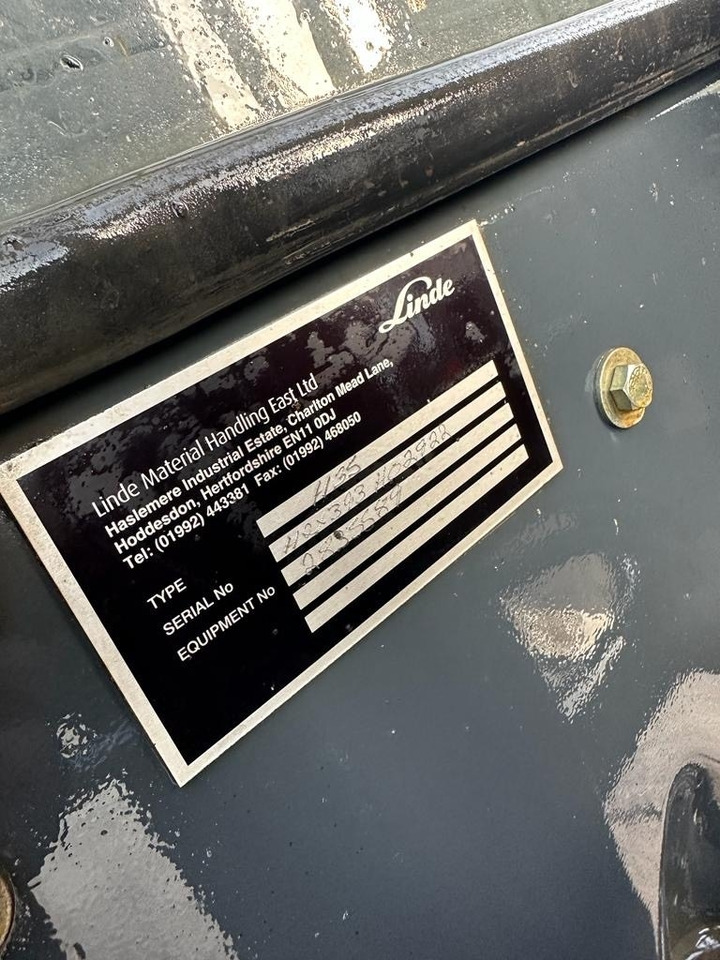 Linde
Linde Material Handling East Ltd
Haslemere Industrial Estate, Charlton Mead Lane,
Hoddesdon, Hertfordshire EN11 0DJ
Tel: (01992) 443381 Fax: (01992) 468050
TYPE H35
SERIAL No H2X393
EQUIPMENT No